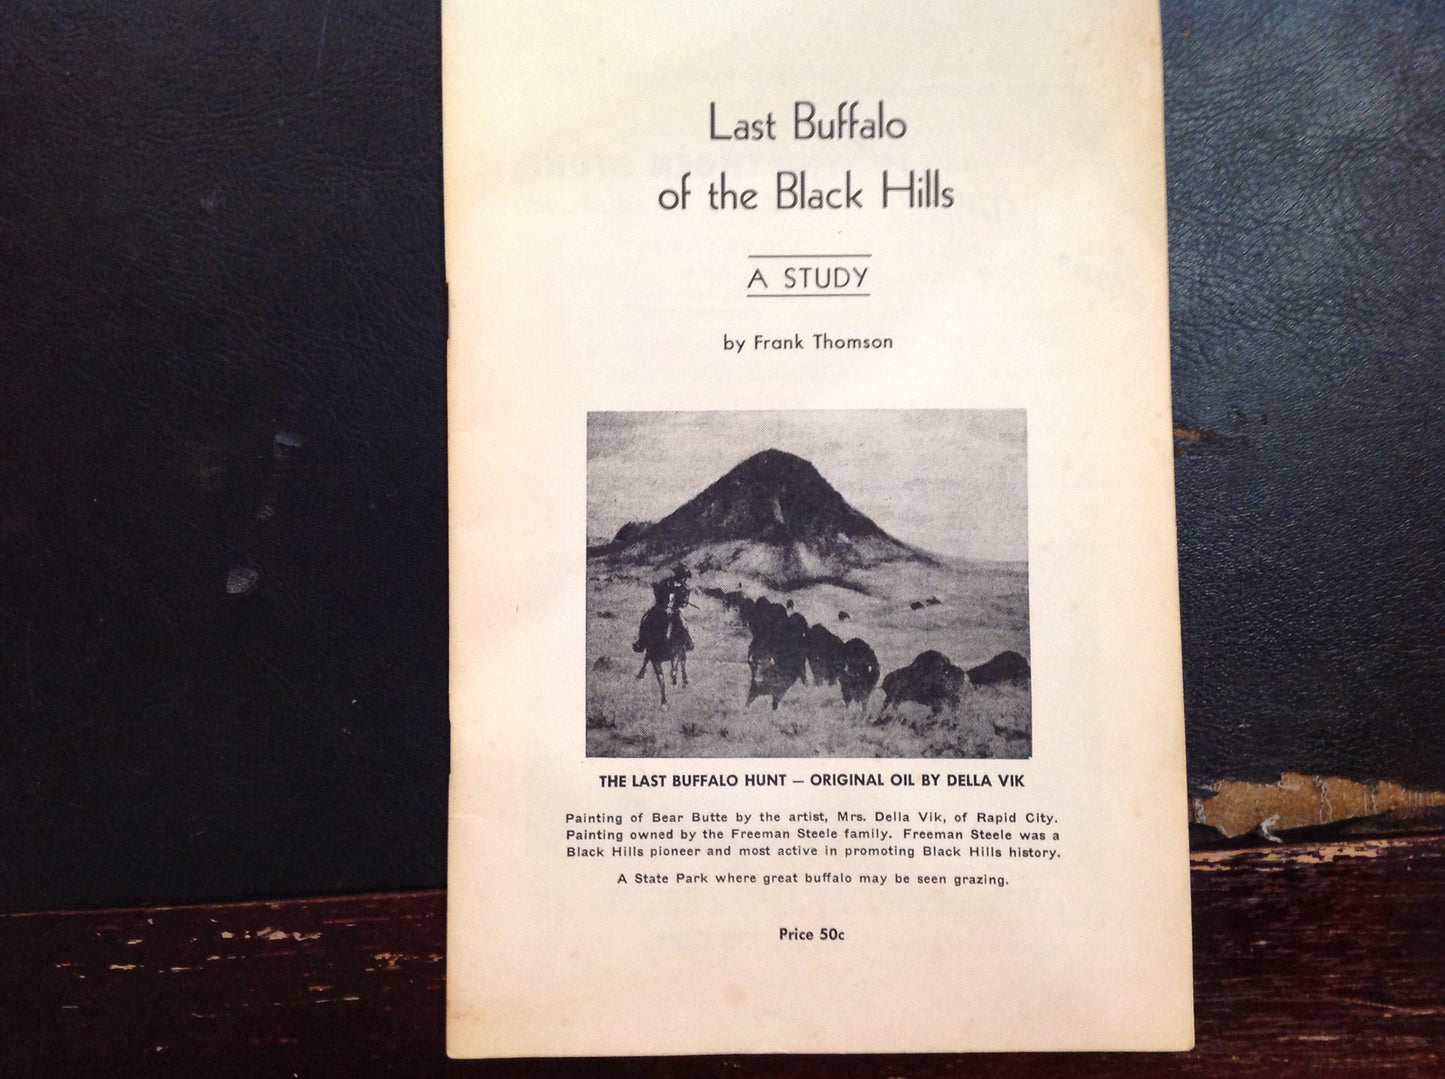 Last Buffalo
of the Black Hills
A STUDY
by Frank Thomson
THE LAST BUFFALO HUNT — ORIGINAL OIL BY DELLA VIK
Painting of Bear Butte by the artist, Mrs. Della Vik, of Rapid City.
Painting owned by the Freeman Steele family. Freeman Steele was a
Black Hills pioneer and most active in promoting Black Hills history.
A State Park where great buffalo may be seen grazing.
Price 50c